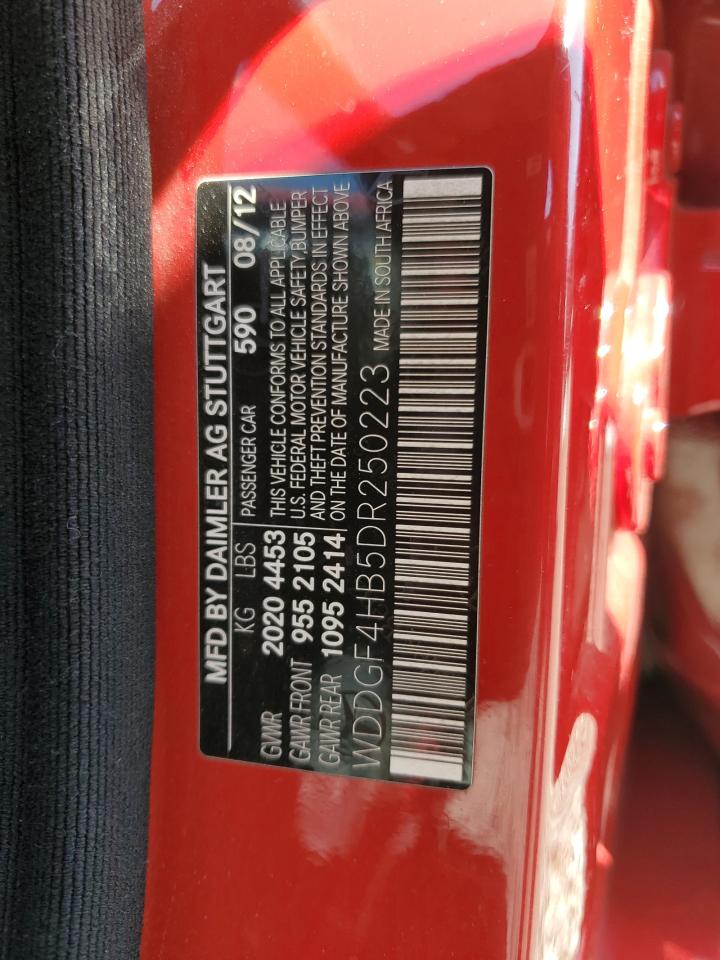 MFD BY DAIMLER AG STUTTGART
KG LBS PASSENGER CAR 590 08/12
GWR 2020 4453 THIS VEHICLE CONFORMS TO ALL APPLICABLE
GAWR FRONT 955 2105 U.S. FEDERAL MOTOR VEHICLE SAFETY BUMPER
GAWR REAR 1095 2414 AND THEFT PREVENTION STANDARDS IN EFFECT
ON THE DATE OF MANUFACTURE SHOWN ABOVE
WDDGF4HB5DR250223 MADE IN SOUTH AFRICA